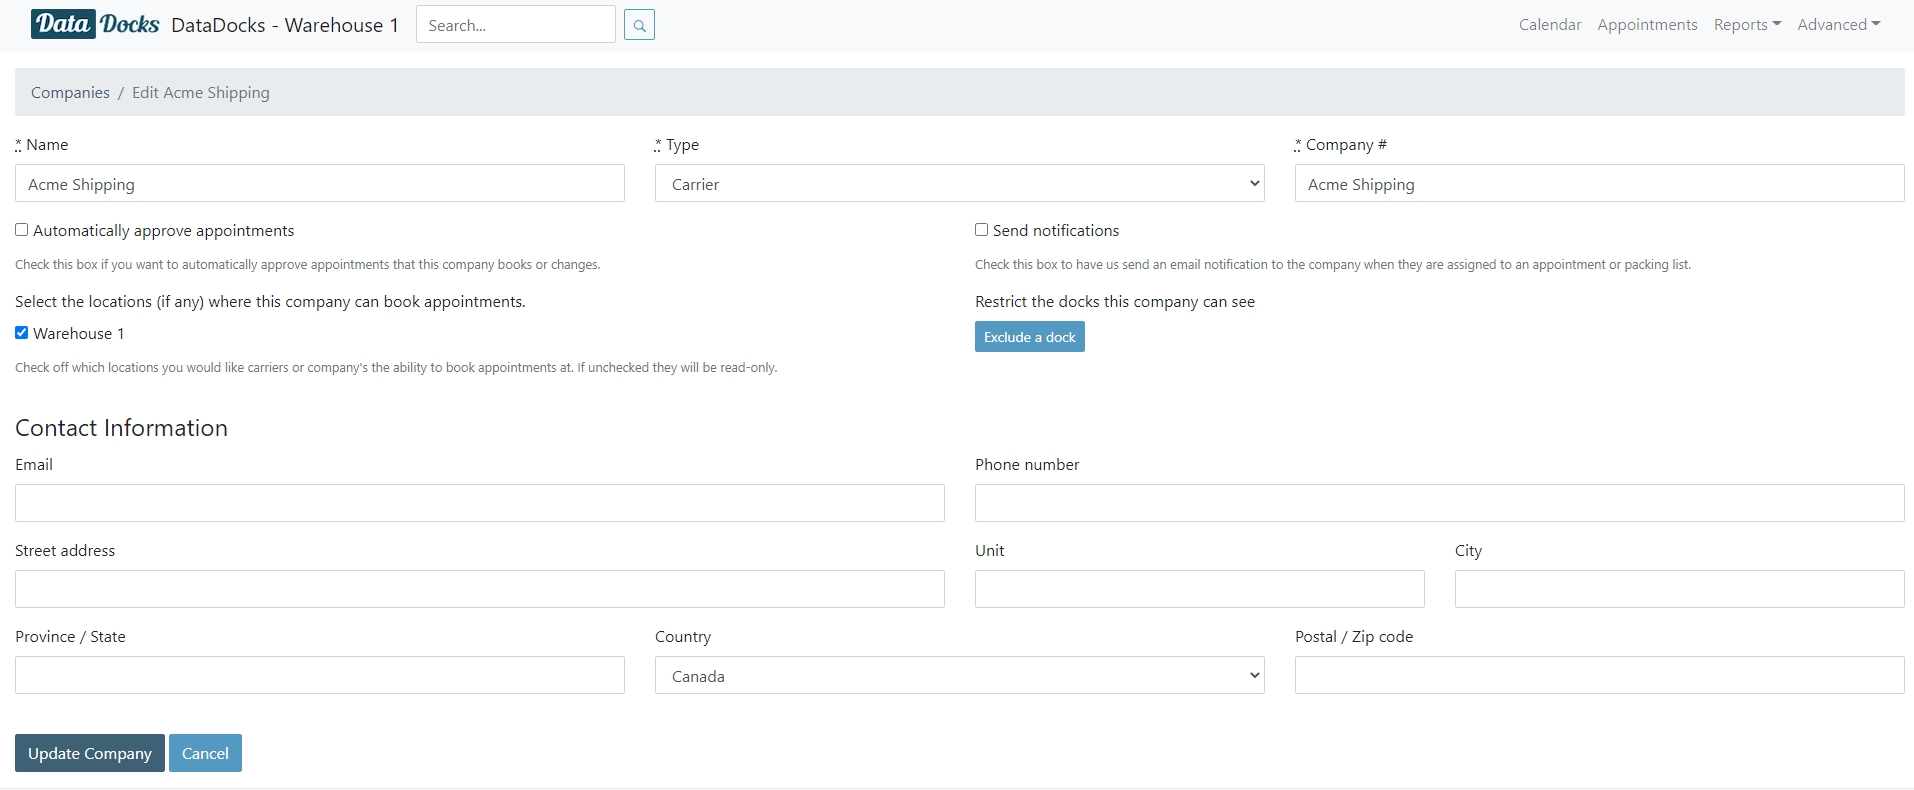 Data Docks DataDocks - Warehouse 1 Search... Calendar Appointments Reports Advanced
Companies / Edit Acme Shipping
* Name * Type * Company #
Acme Shipping Carrier Acme Shipping
Automatically approve appointments Send notifications
Check this box if you want to automatically approve appointments that this company books or changes. Check this box to have us send an email notification to the company when they are assigned to an appointment or packing list.
Select the locations (if any) where this company can book appointments. Restrict the docks this company can see
Warehouse 1 Exclude a dock
Check off which locations you would like carriers or company's the ability to book appointments at. If unchecked they will be read-only.
Contact Information
Email Phone number
Street address Unit City
Province / State Country Postal / Zip code
Canada
Update Company Cancel